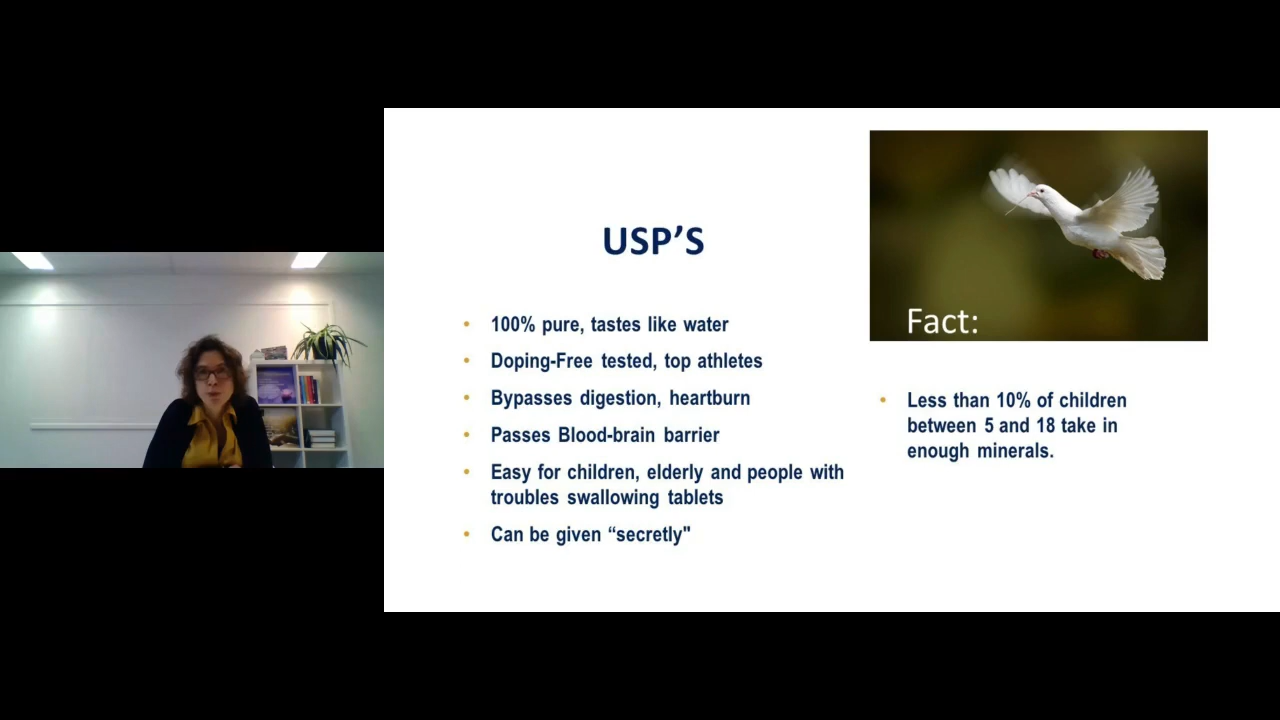 USP’S
100% pure, tastes like water
Doping-Free tested, top athletes
Bypasses digestion, heartburn
Passes Blood-brain barrier
Easy for children, elderly and people with
troubles swallowing tablets
Can be given “secretly"
Fact:
Less than 10% of children
between 5 and 18 take in
enough minerals.